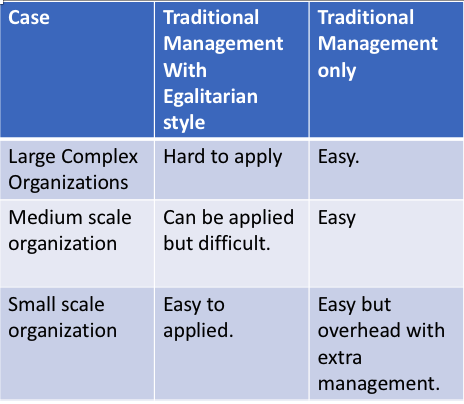 Case
Traditional
Management
With
Egalitarian
style
Traditional
Management
only
Large Complex
Organizations
Hard to apply
Easy.
Medium scale
organization
Can be applied
but difficult.
Easy
Small scale
organization
Easy to
applied.
Easy but
overhead with
extra
management.